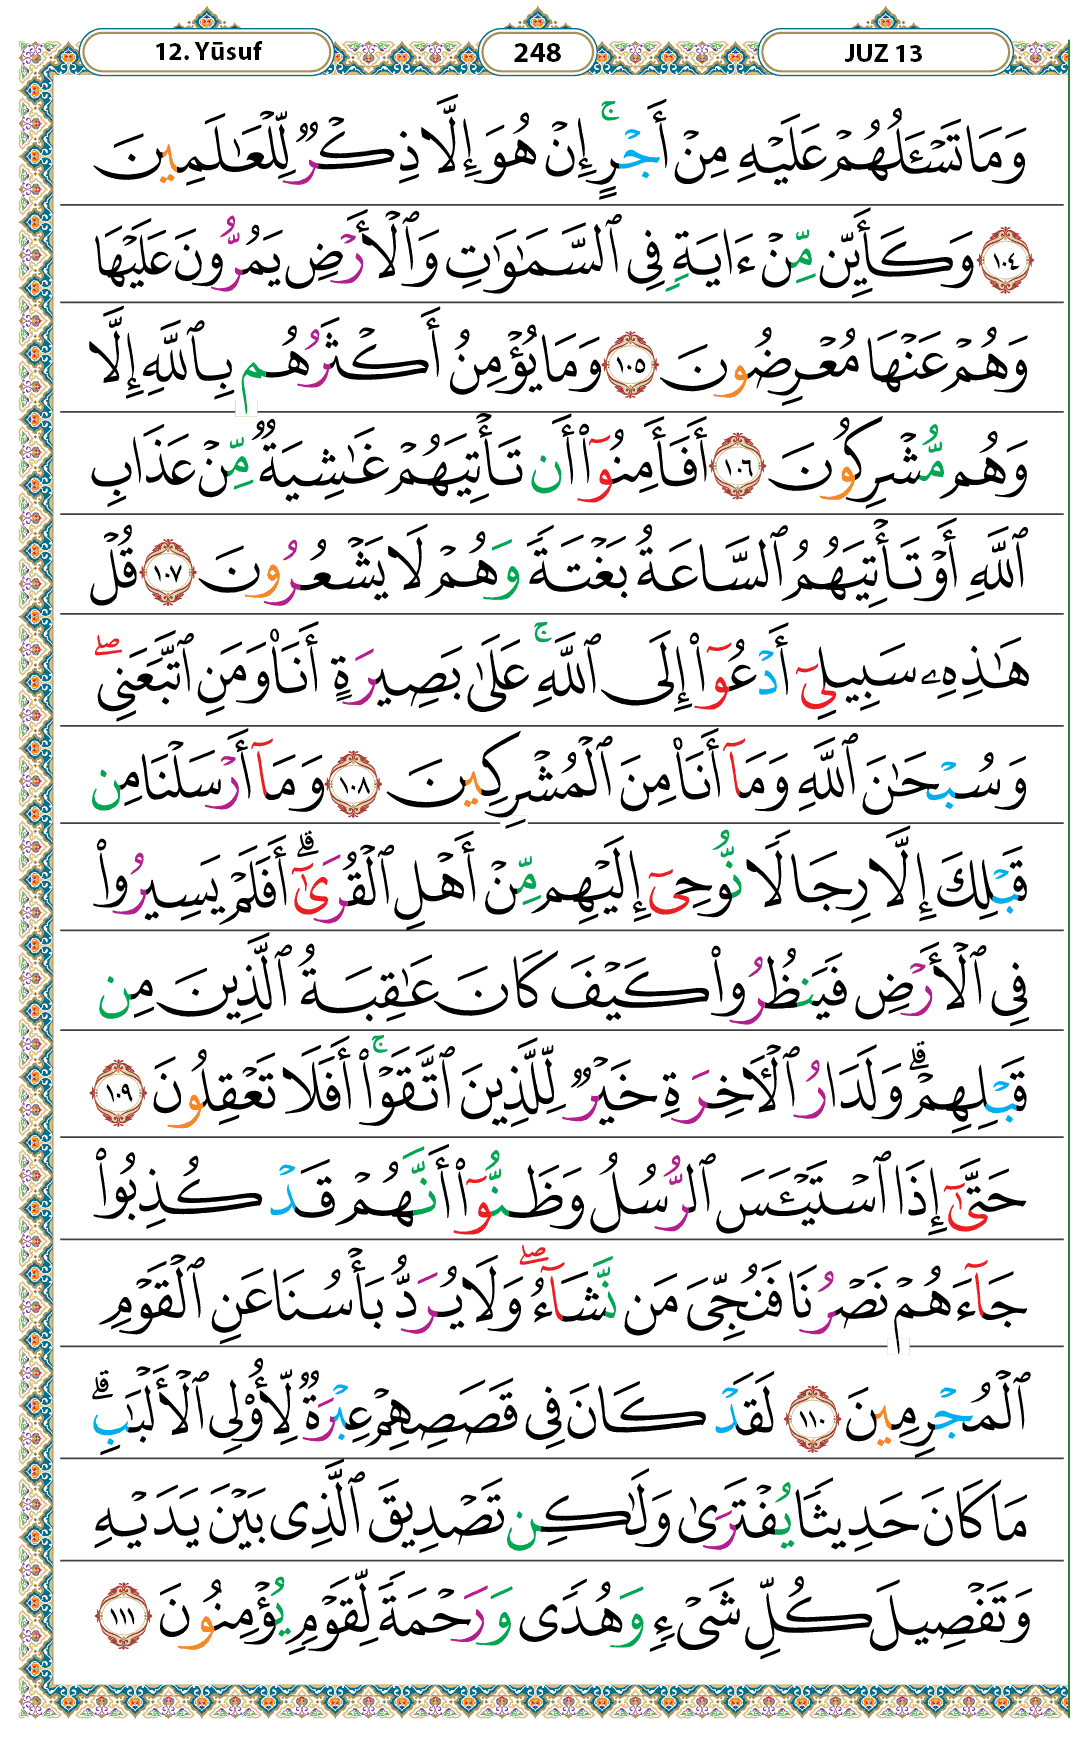 12. Yūsuf 248 JUZ 13
وَمَا تَسْـَٔلُهُمْ عَلَيْهِ مِنْ أَجْرٍ ۚ إِنْ هُوَ إِلَّا ذِكْرٌ لِّلْعَـٰلَمِينَ
١٠٤ وَكَأَيِّن مِّنْ ءَايَةٍ فِى ٱلسَّمَـٰوَٰتِ وَٱلْأَرْضِ يَمُرُّونَ عَلَيْهَا
وَهُمْ عَنْهَا مُعْرِضُونَ ١٠٥ وَمَا يُؤْمِنُ أَكْثَرُهُم بِٱللَّهِ إِلَّا
وَهُم مُّشْرِكُونَ ١٠٦ أَفَأَمِنُوٓا۟ أَن تَأْتِيَهُمْ غَـٰشِيَةٌ مِّنْ عَذَابِ
ٱللَّهِ أَوْ تَأْتِيَهُمُ ٱلسَّاعَةُ بَغْتَةً وَهُمْ لَا يَشْعُرُونَ ١٠٧ قُلْ
هَـٰذِهِۦ سَبِيلِىٓ أَدْعُوٓا۟ إِلَى ٱللَّهِ ۚ عَلَىٰ بَصِيرَةٍ أَنَا۠ وَمَنِ ٱتَّبَعَنِى ۖ
وَسُبْحَـٰنَ ٱللَّهِ وَمَآ أَنَا۠ مِنَ ٱلْمُشْرِكِينَ ١٠٨ وَمَآ أَرْسَلْنَا مِن
قَبْلِكَ إِلَّا رِجَالًا نُّوحِىٓ إِلَيْهِم مِّنْ أَهْلِ ٱلْقُرَىٰٓ ۗ أَفَلَمْ يَسِيرُوا۟
فِى ٱلْأَرْضِ فَيَنظُرُوا۟ كَيْفَ كَانَ عَـٰقِبَةُ ٱلَّذِينَ مِن
قَبْلِهِمْ ۗ وَلَدَارُ ٱلْـَٔاخِرَةِ خَيْرٌ لِّلَّذِينَ ٱتَّقَوْا۟ ۚ أَفَلَا تَعْقِلُونَ ١٠٩
حَتَّىٰٓ إِذَا ٱسْتَيْـَٔسَ ٱلرُّسُلُ وَظَنُّوٓا۟ أَنَّهُمْ قَدْ كُذِبُوا۟
جَآءَهُمْ نَصْرُنَا فَنُجِّىَ مَن نَّشَآءُ ۖ وَلَا يُرَدُّ بَأْسُنَا عَنِ ٱلْقَوْمِ
ٱلْمُجْرِمِينَ ١١٠ لَقَدْ كَانَ فِى قَصَصِهِمْ عِبْرَةٌ لِّأُو۟لِى ٱلْأَلْبَـٰبِ ۗ
مَا كَانَ حَدِيثًا يُفْتَرَىٰ وَلَـٰكِن تَصْدِيقَ ٱلَّذِى بَيْنَ يَدَيْهِ
وَتَفْصِيلَ كُلِّ شَىْءٍ وَهُدًى وَرَحْمَةً لِّقَوْمٍ يُؤْمِنُونَ ١١١